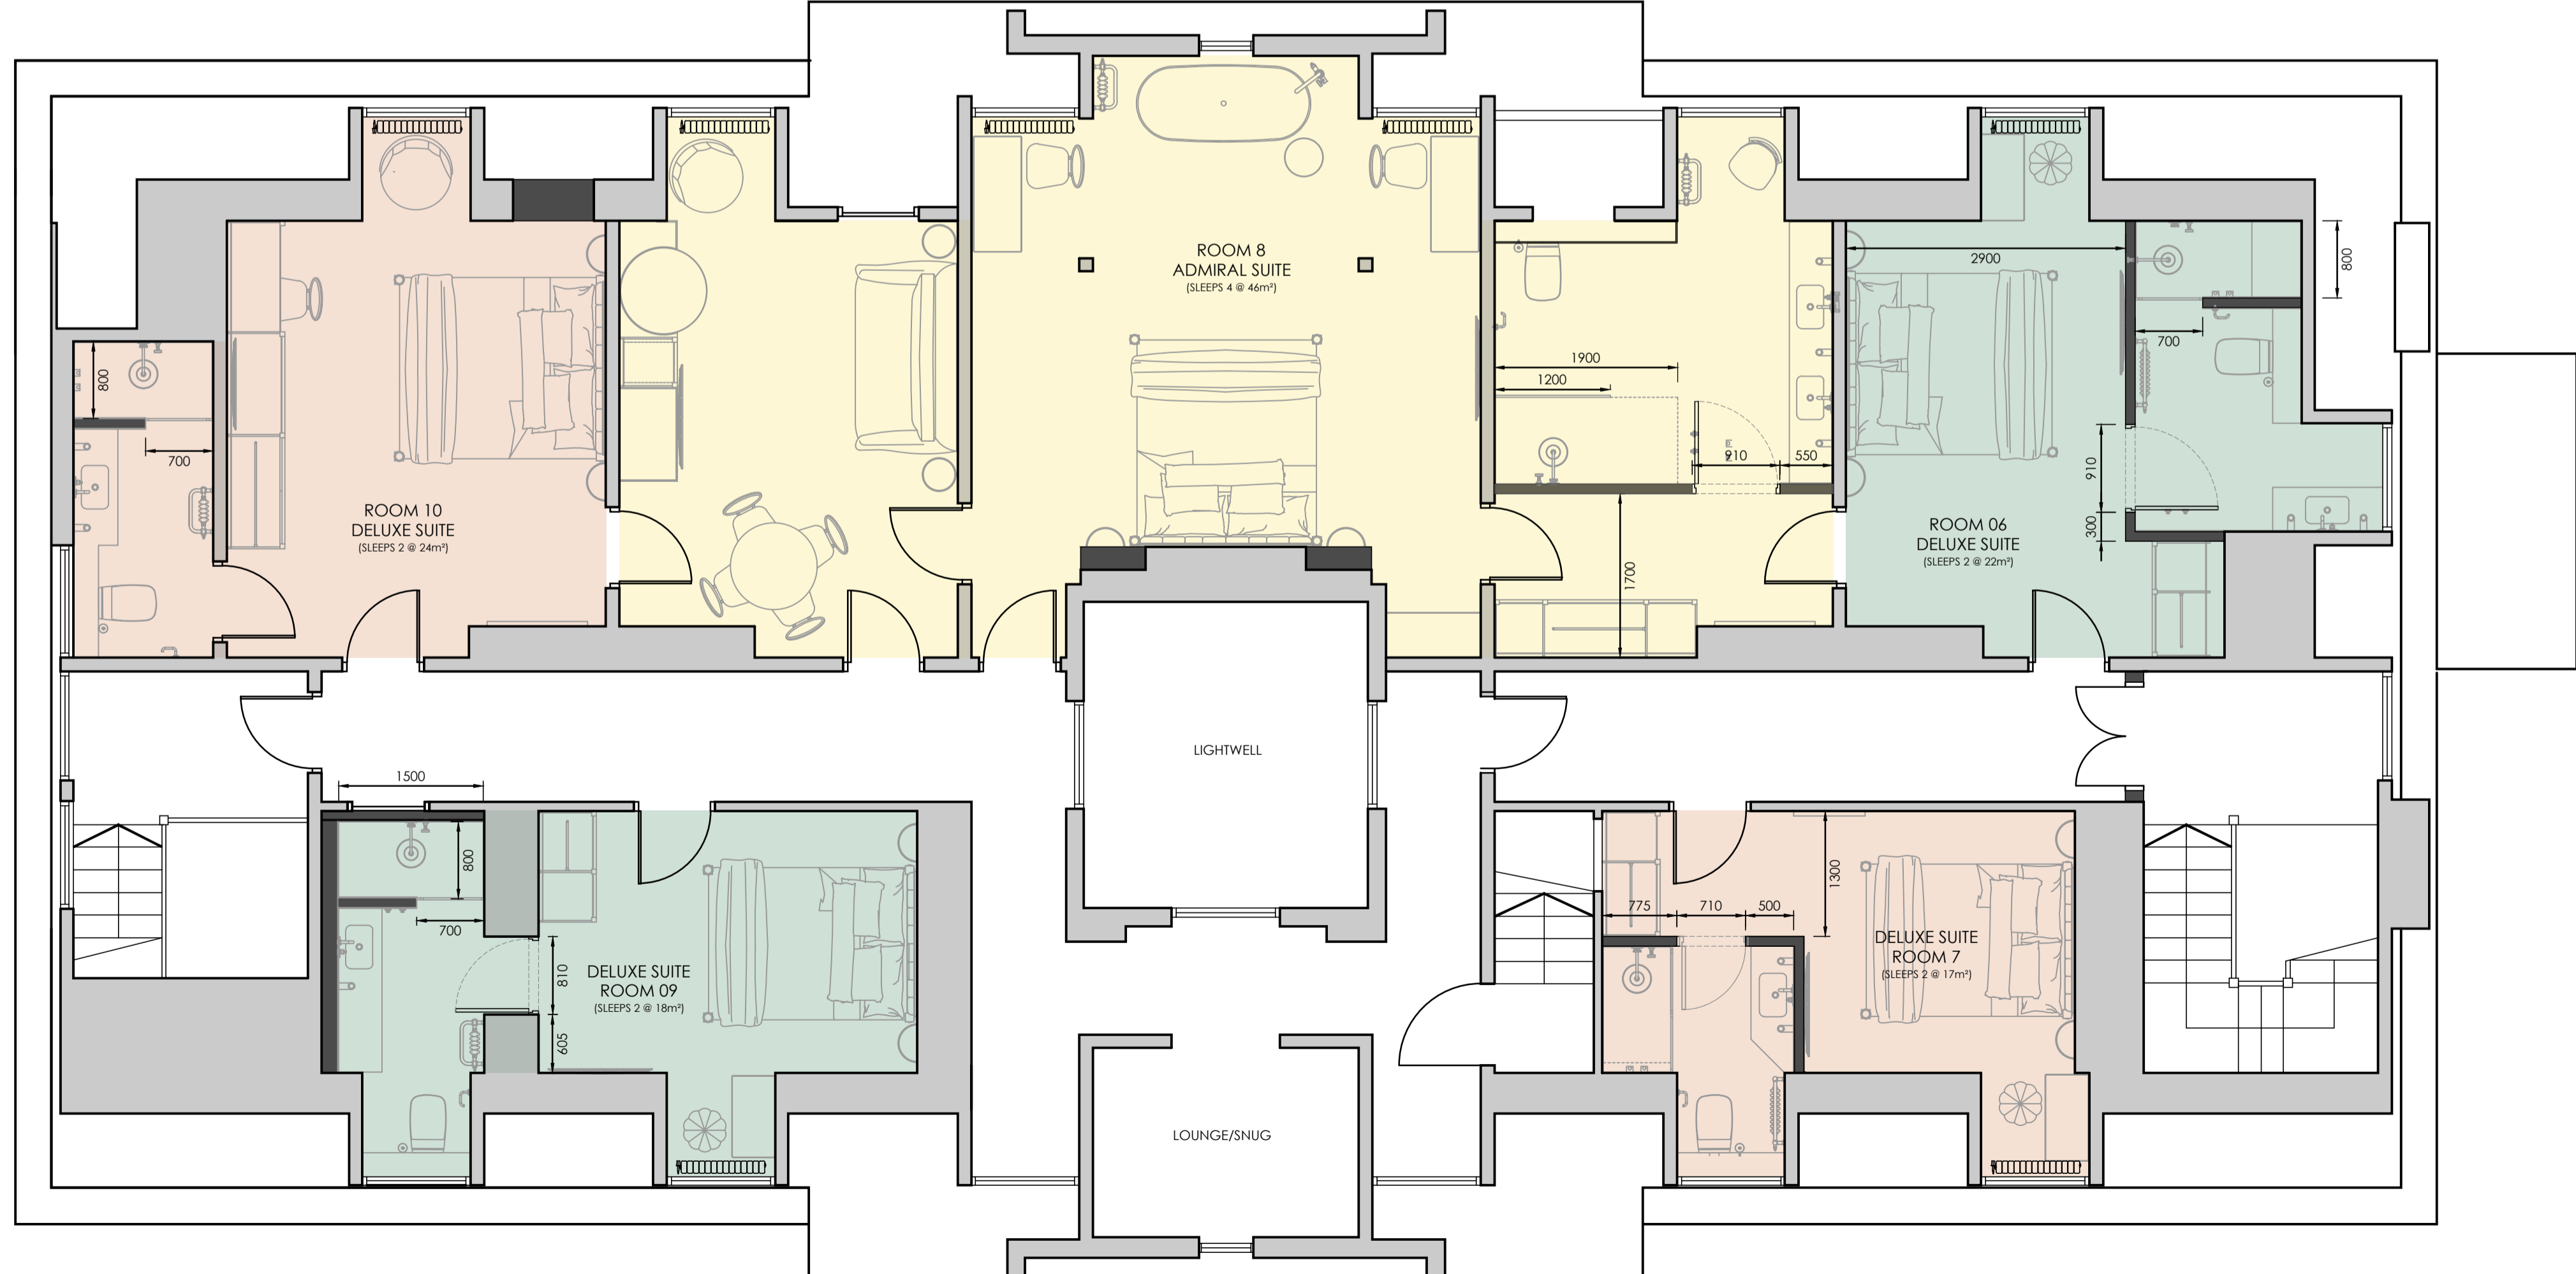 ROOM 8
ADMIRAL SUITE
(SLEEPS 4 @ 46m²)
2900
800
700
1900
1200
910
550
800
700
ROOM 10
DELUXE SUITE
(SLEEPS 2 @ 24m²)
910
300
ROOM 06
DELUXE SUITE
(SLEEPS 2 @ 22m²)
1700
LIGHTWELL
1500
800
700
810
605
DELUXE SUITE
ROOM 09
(SLEEPS 2 @ 18m²)
1300
775
710
500
DELUXE SUITE
ROOM 7
(SLEEPS 2 @ 17m²)
LOUNGE/SNUG